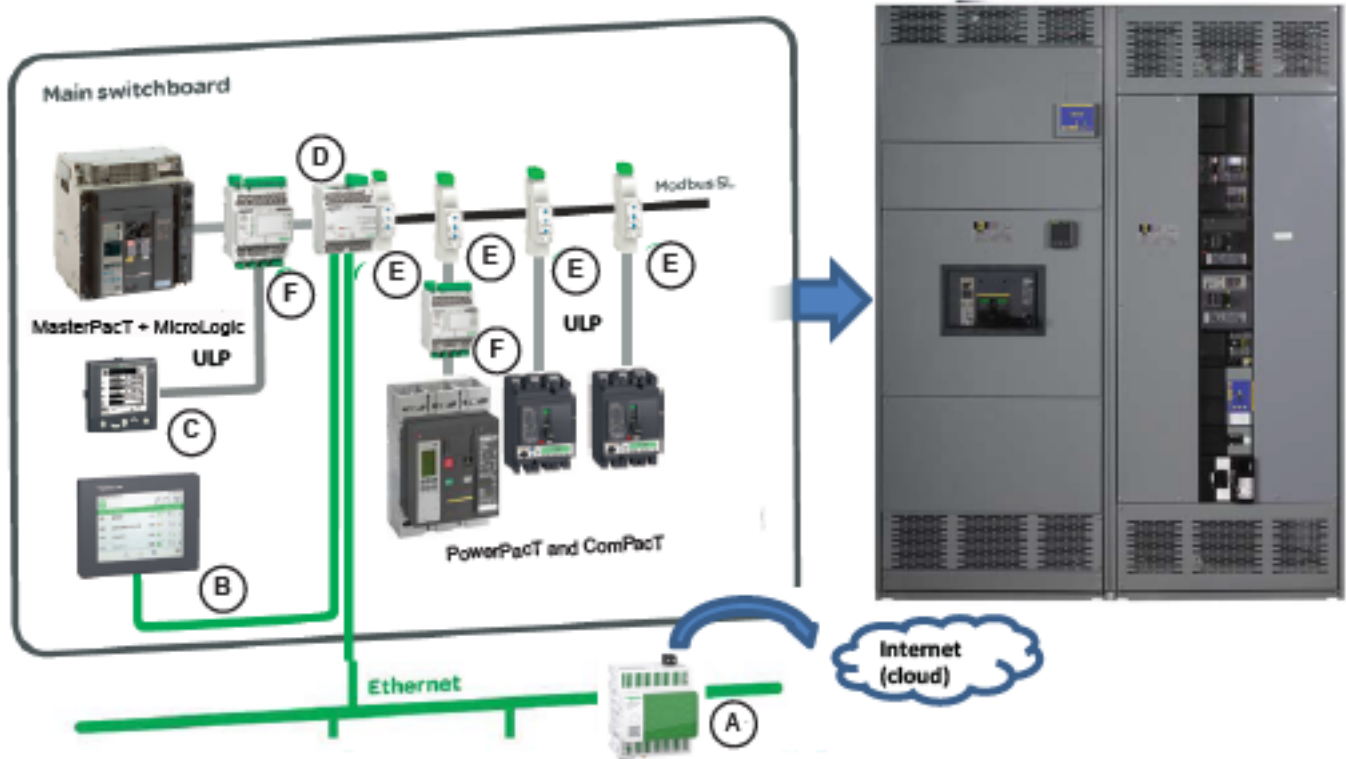 Main switchboard
D
Modbus SL
E
E
E
E
F
MasterPacT + MicroLogic
ULP
ULP
F
C
B
PowerPacT and ComPacT
Ethernet
A
Internet
(cloud)